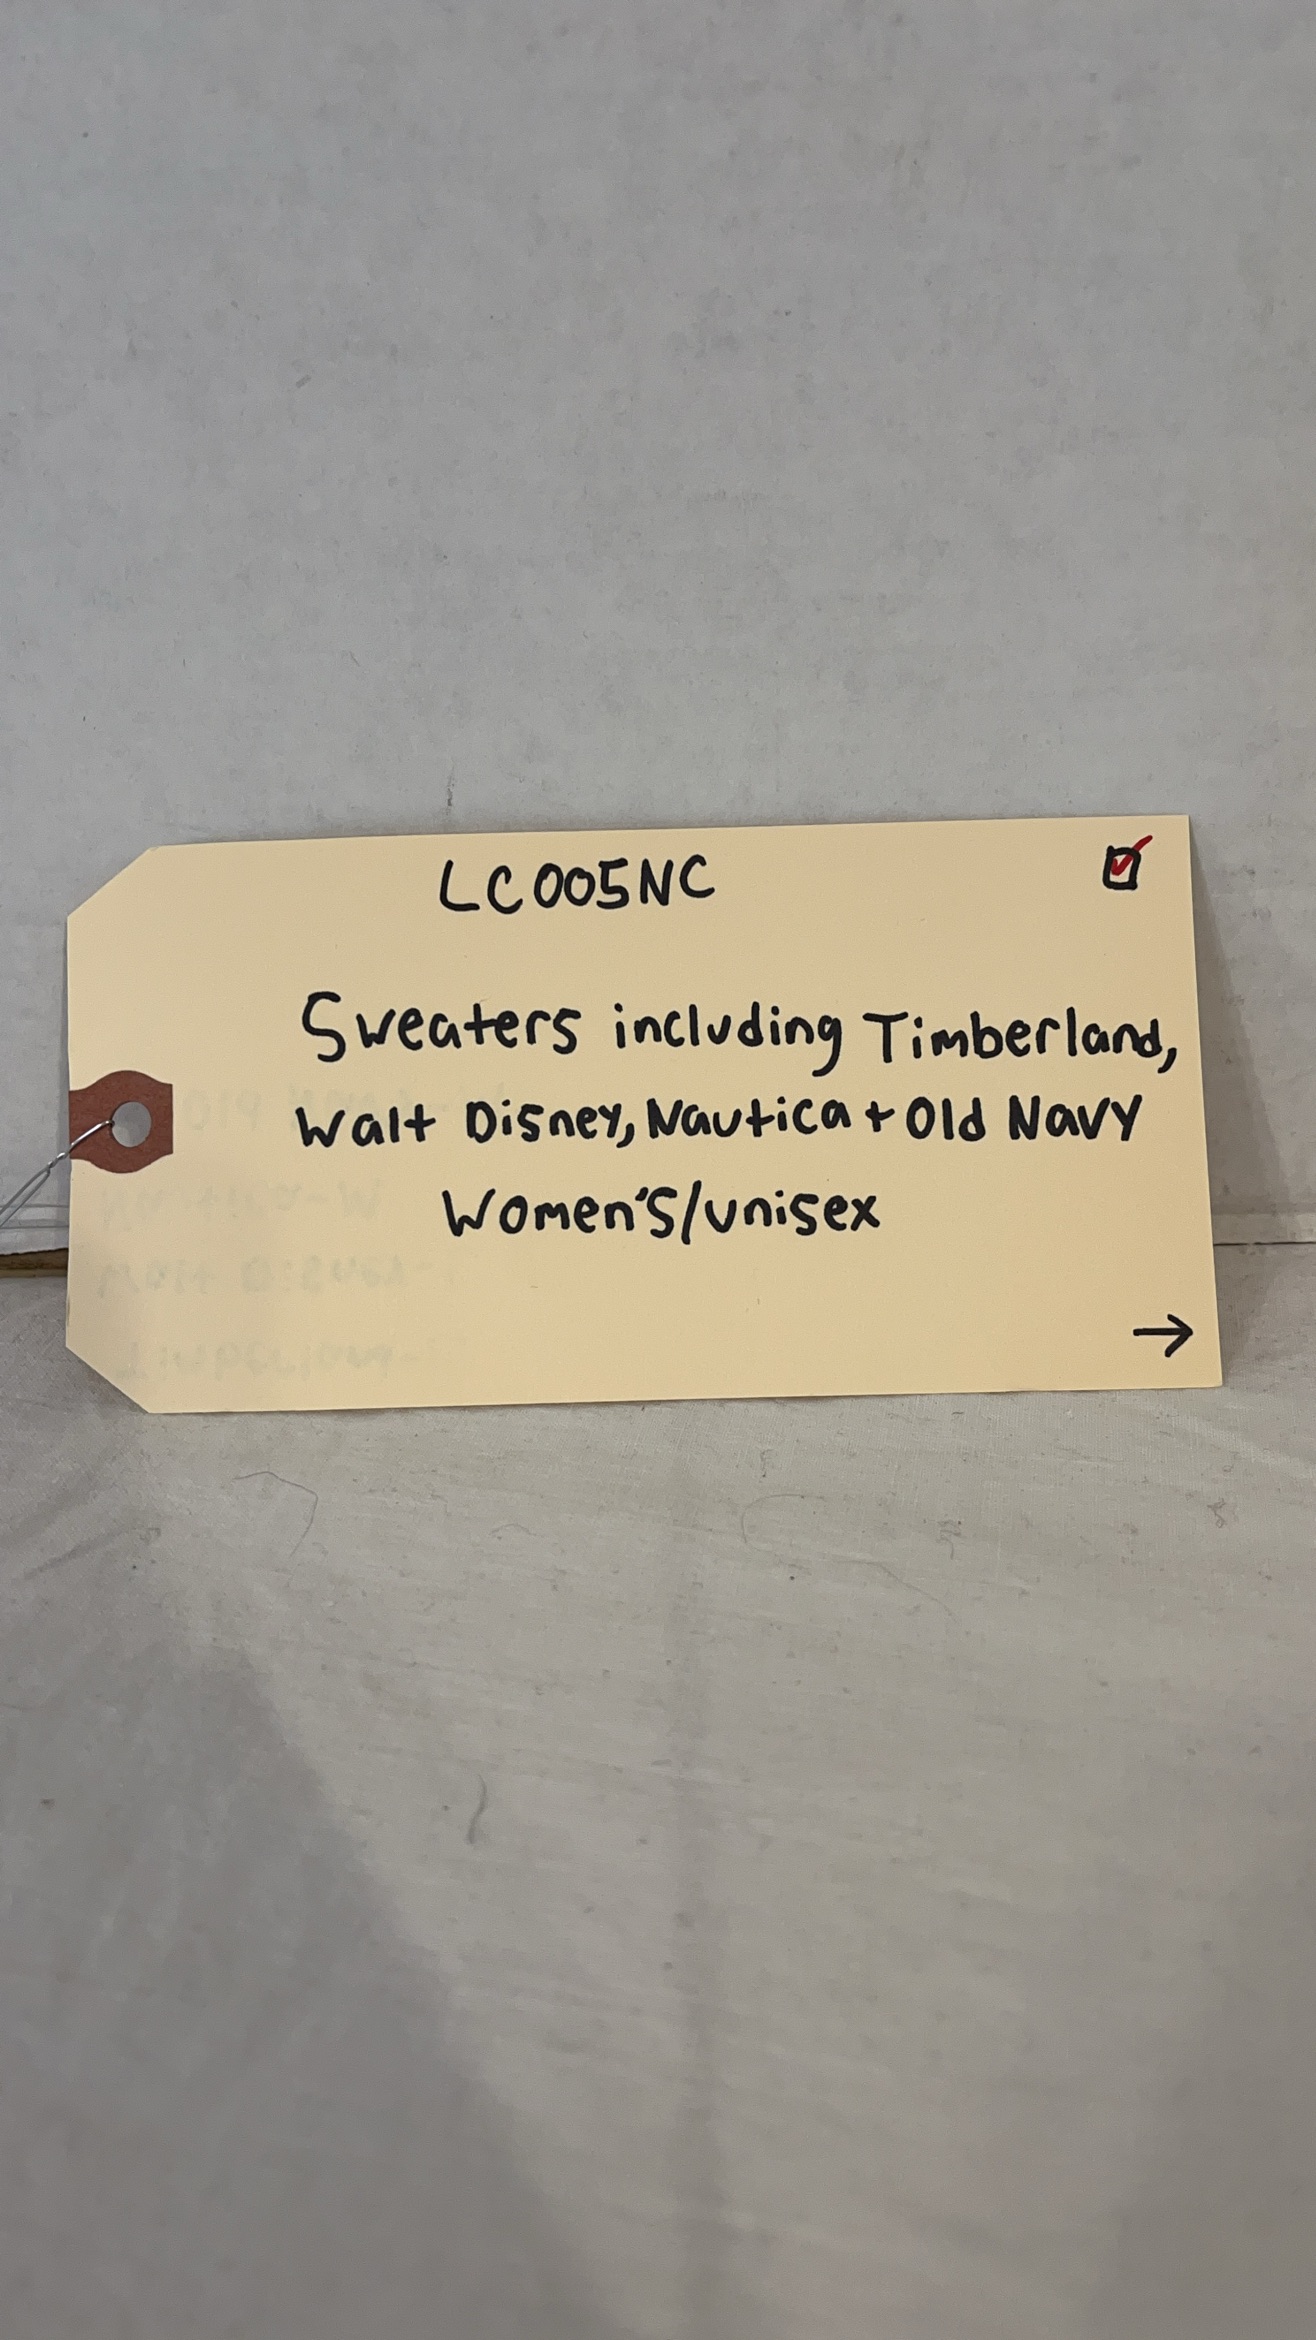 LC005NC
Sweaters including Timberland,
Walt Disney, Nautica + Old Navy
Women's/unisex
→